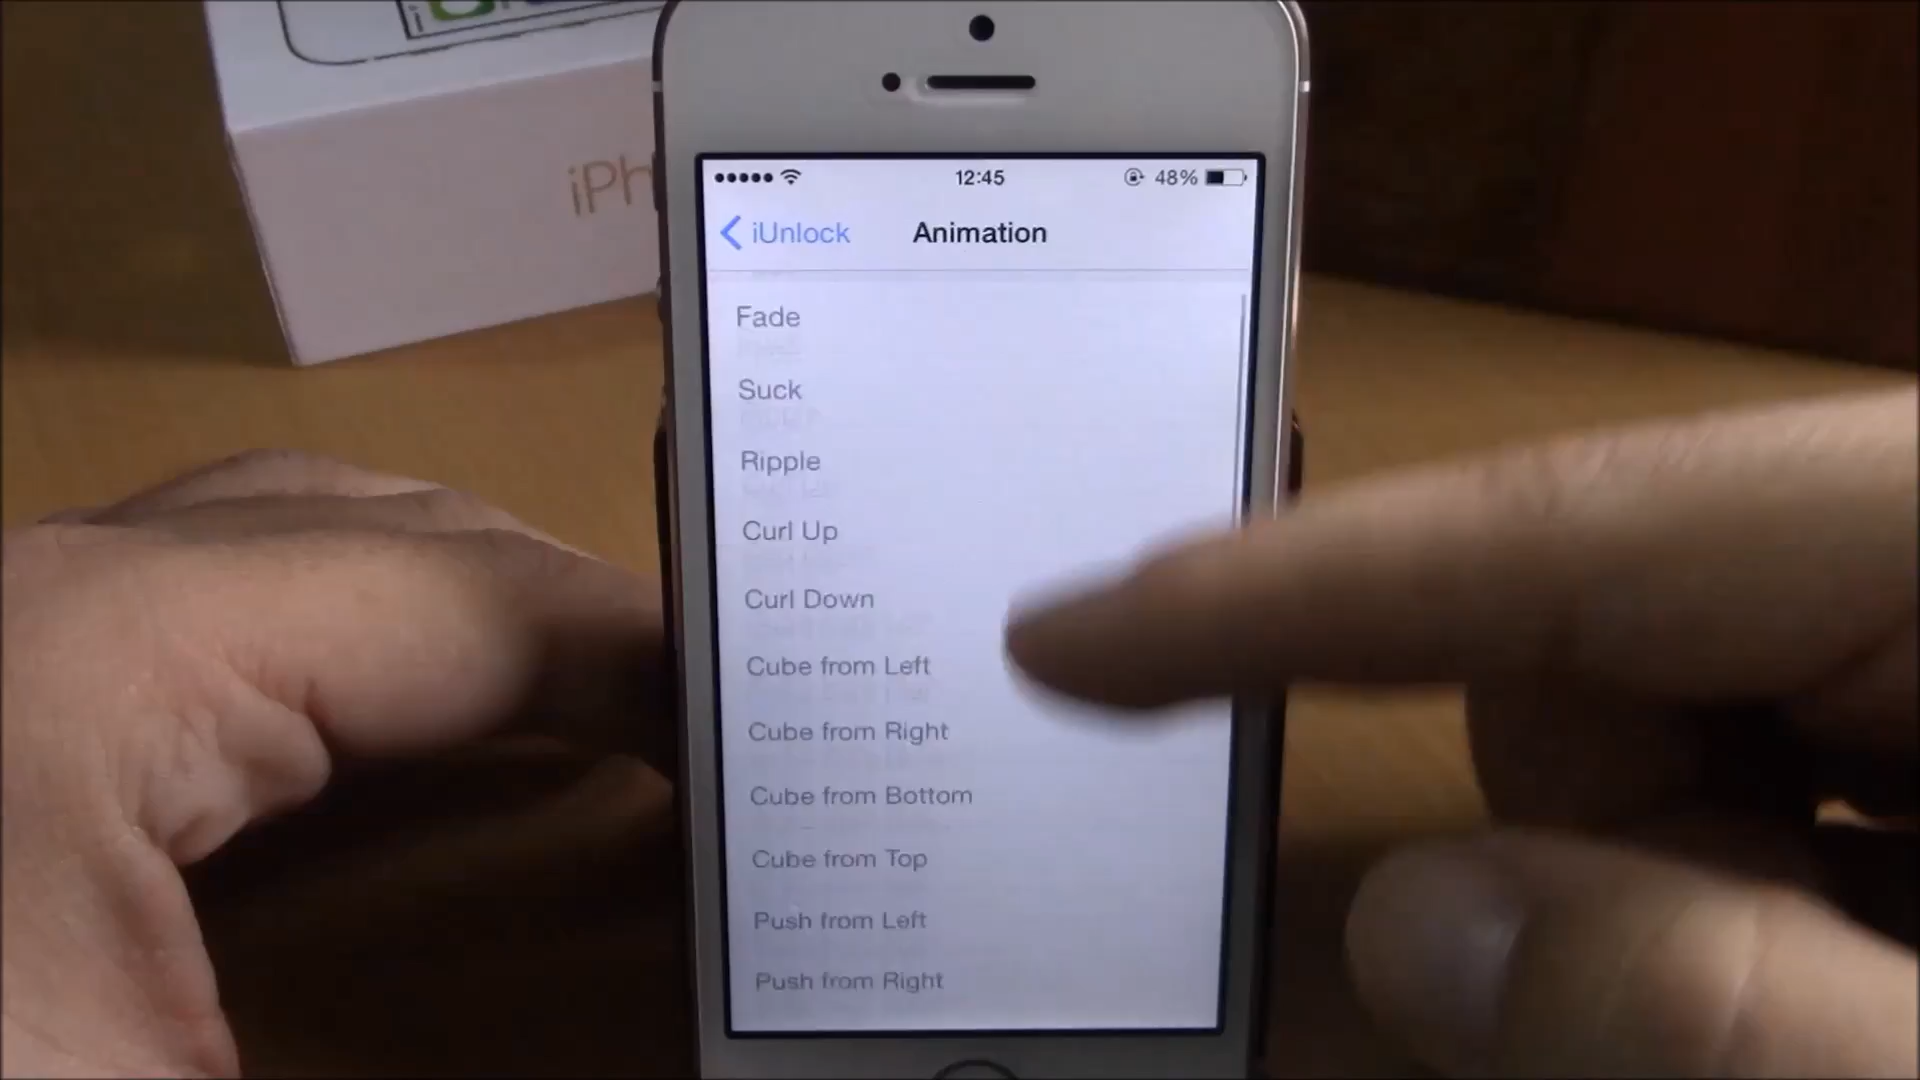 iPh
12:45
48%
iUnlock
Animation
Fade
Suck
Ripple
Curl Up
Curl Down
Cube from Left
Cube from Right
Cube from Bottom
Cube from Top
Push from Left
Push from Right